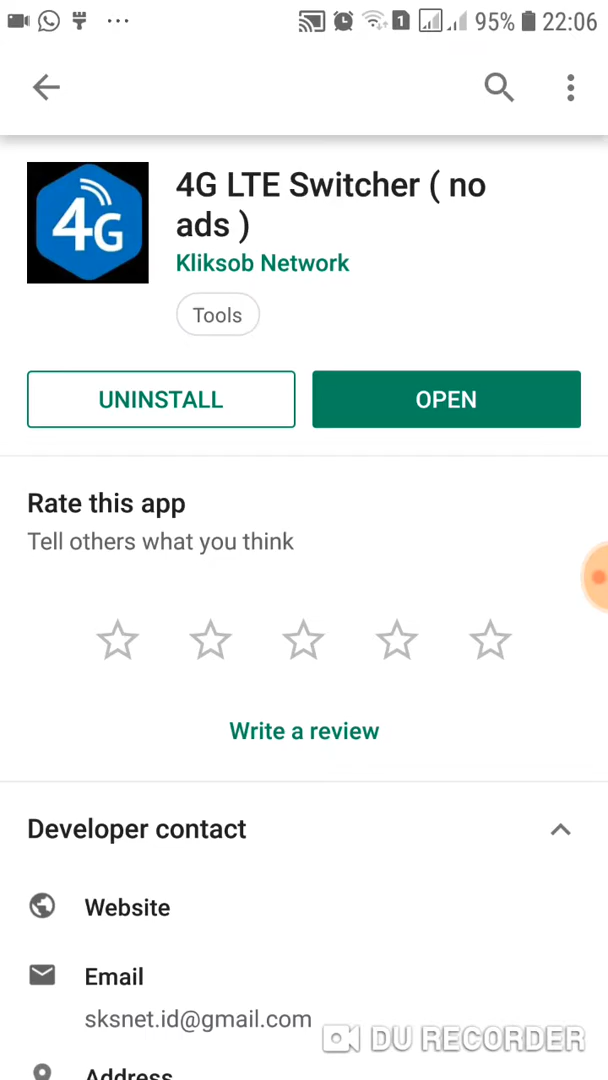 1 95% 22:06
4G
4G LTE Switcher ( no
ads )
Kliksob Network
Tools
UNINSTALL
OPEN
Rate this app
Tell others what you think
Write a review
Developer contact
Website
Email
sksnet.id@gmail.com
DU RECORDER
Address